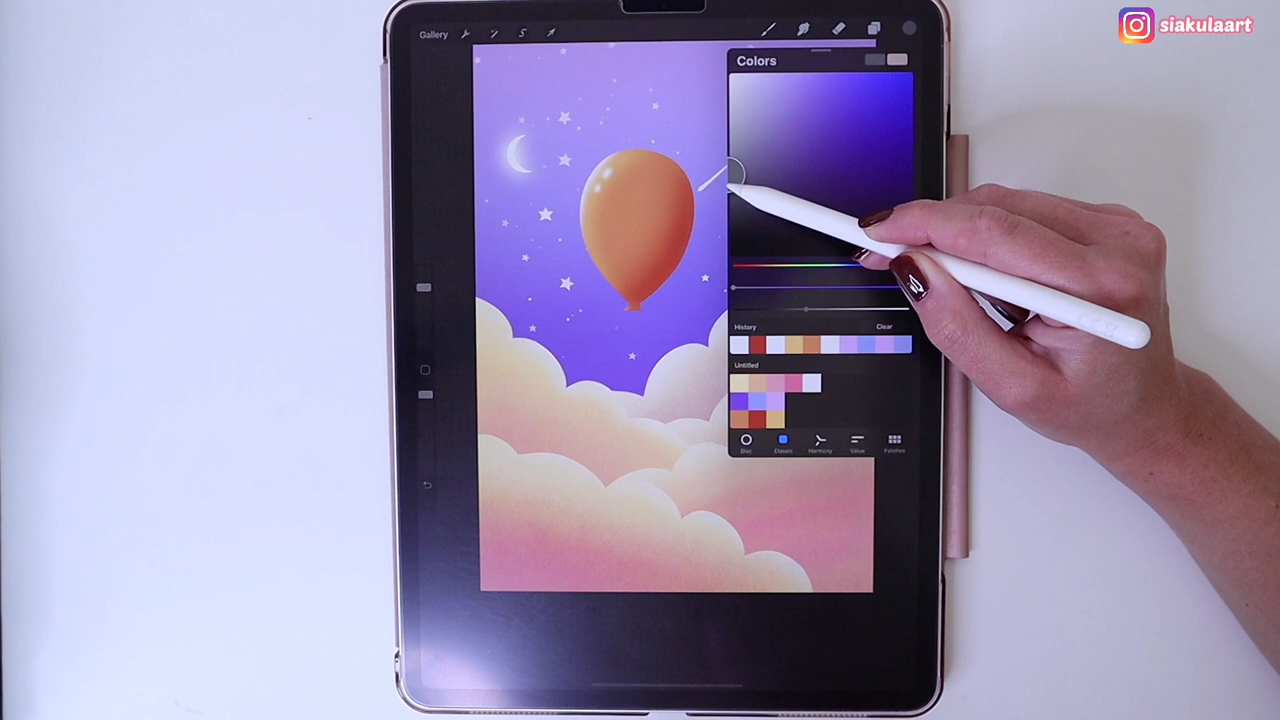 siakulaart
Gallery
Colors
History Clear
Untitled
Disc Classic Harmony Value Palettes